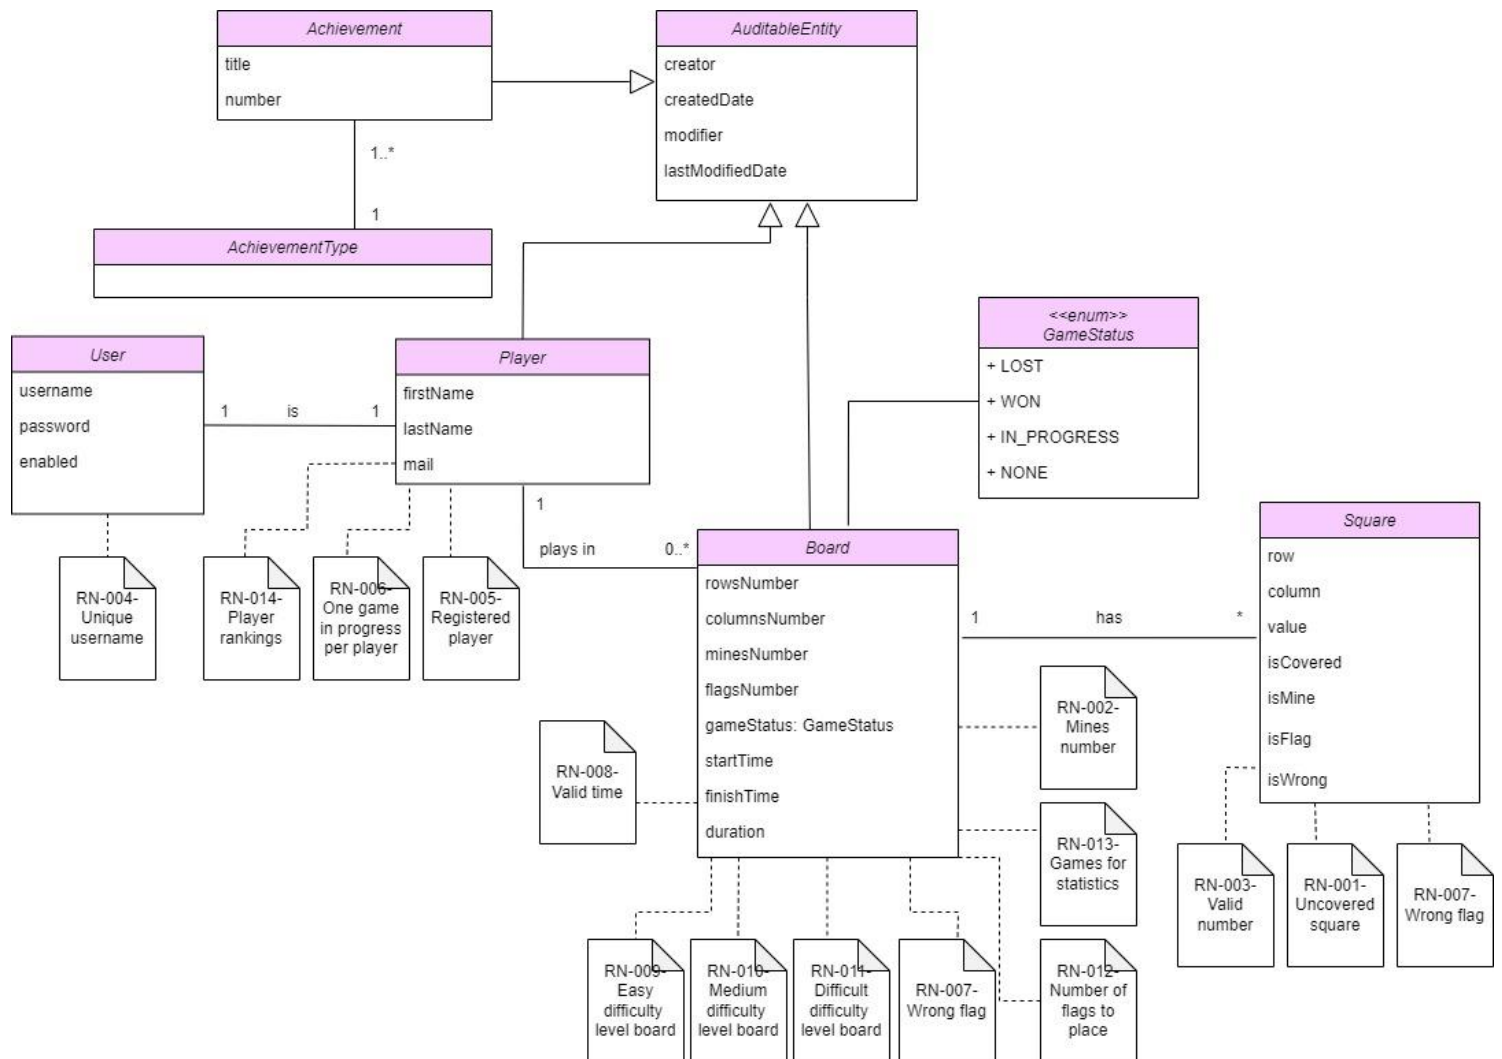 Achievement
title
number
AuditableEntity
creator
createdDate
modifier
lastModifiedDate
1..*
1
AchievementType
User
username
password
enabled
1
is
1
Player
firstName
lastName
mail
<<enum>>
GameStatus
+ LOST
+ WON
+ IN_PROGRESS
+ NONE
1
plays in
0..*
Board
rowsNumber
columnsNumber
minesNumber
flagsNumber
gameStatus: GameStatus
startTime
finishTime
duration
1
has
*
Square
row
column
value
isCovered
isMine
isFlag
isWrong
RN-004-
Unique
username
RN-014-
Player
rankings
RN-006-
One game
in progress
per player
RN-005-
Registered
player
RN-008-
Valid time
RN-002-
Mines
number
RN-013-
Games for
statistics
RN-003-
Valid
number
RN-001-
Uncovered
square
RN-007-
Wrong flag
RN-009-
Easy
difficulty
level board
RN-010-
Medium
difficulty
level board
RN-011-
Difficult
difficulty
level board
RN-007-
Wrong flag
RN-012-
Number of
flags to
place